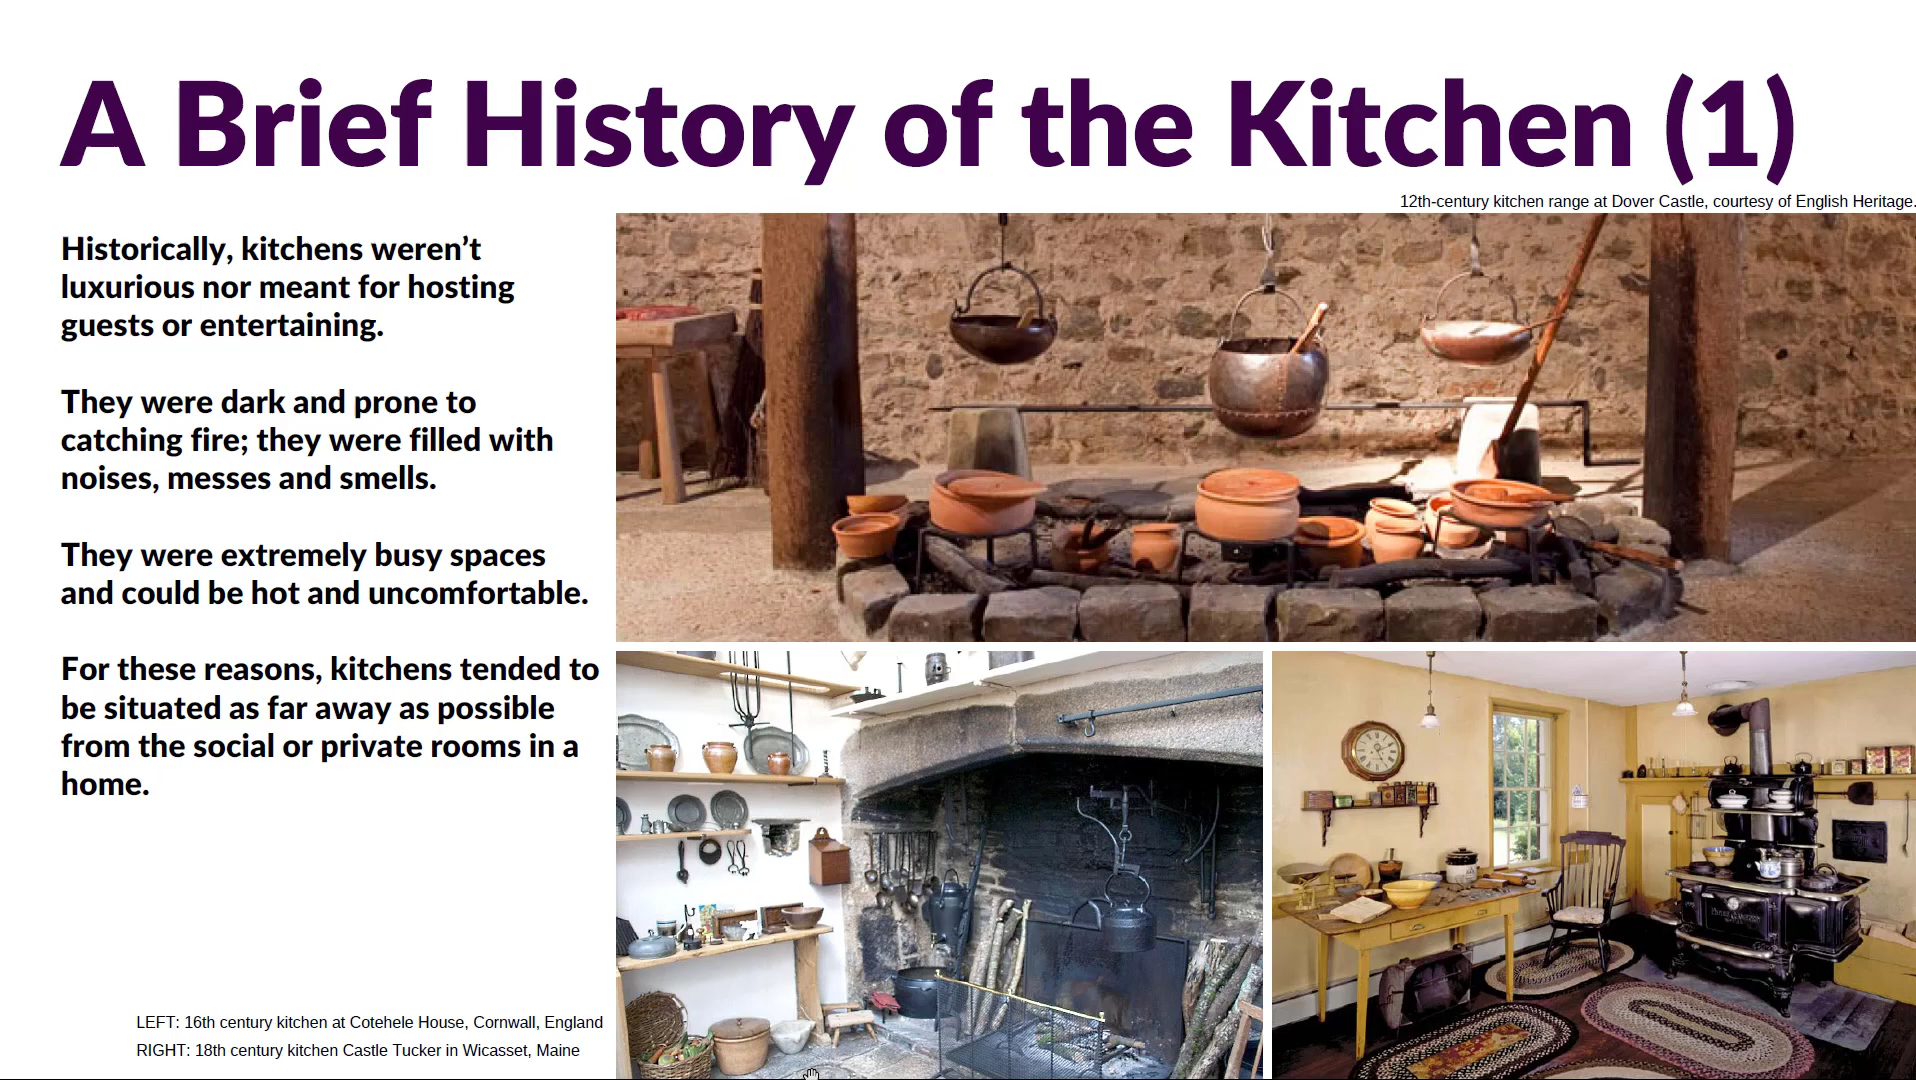 A Brief History of the Kitchen (1)
12th-century kitchen range at Dover Castle, courtesy of English Heritage.
Historically, kitchens weren’t
luxurious nor meant for hosting
guests or entertaining.
They were dark and prone to
catching fire; they were filled with
noises, messes and smells.
They were extremely busy spaces
and could be hot and uncomfortable.
For these reasons, kitchens tended to
be situated as far away as possible
from the social or private rooms in a
home.
LEFT: 16th century kitchen at Cotehele House, Cornwall, England
RIGHT: 18th century kitchen Castle Tucker in Wicasset, Maine